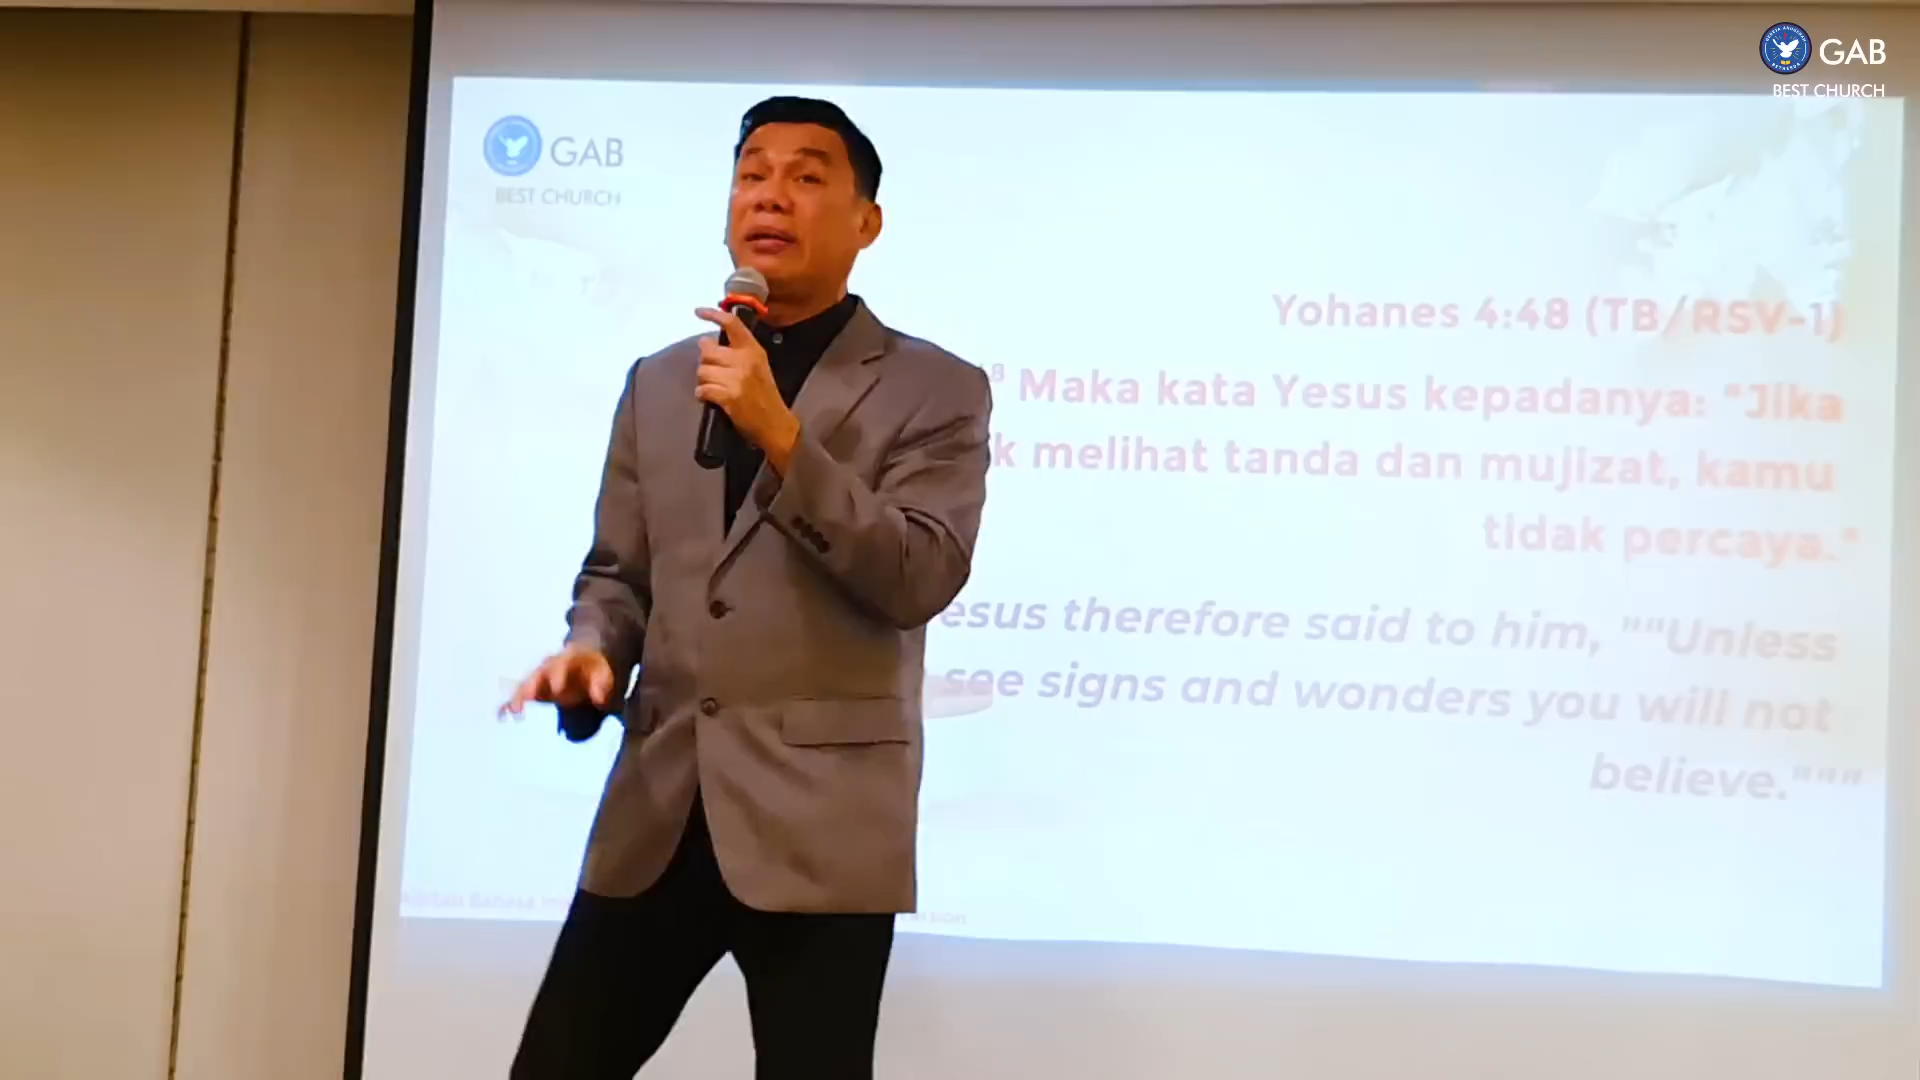 GAB
BEST CHURCH
GAB
BEST CHURCH
Yohanes 4:48 (TB/RSV-1)
18 Maka kata Yesus kepadanya: "Jika
melihat tanda dan mujizat, kamu
tidak percaya."
esus therefore said to him, ""Unless
see signs and wonders you will not
believe."""